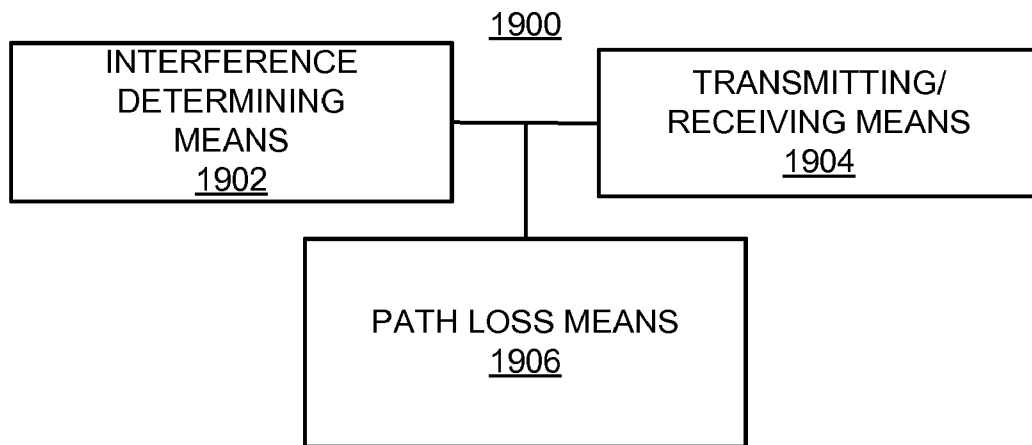 1900
INTERFERENCE
DETERMINING
MEANS
1902
TRANSMITTING/
RECEIVING MEANS
1904
PATH LOSS MEANS
1906